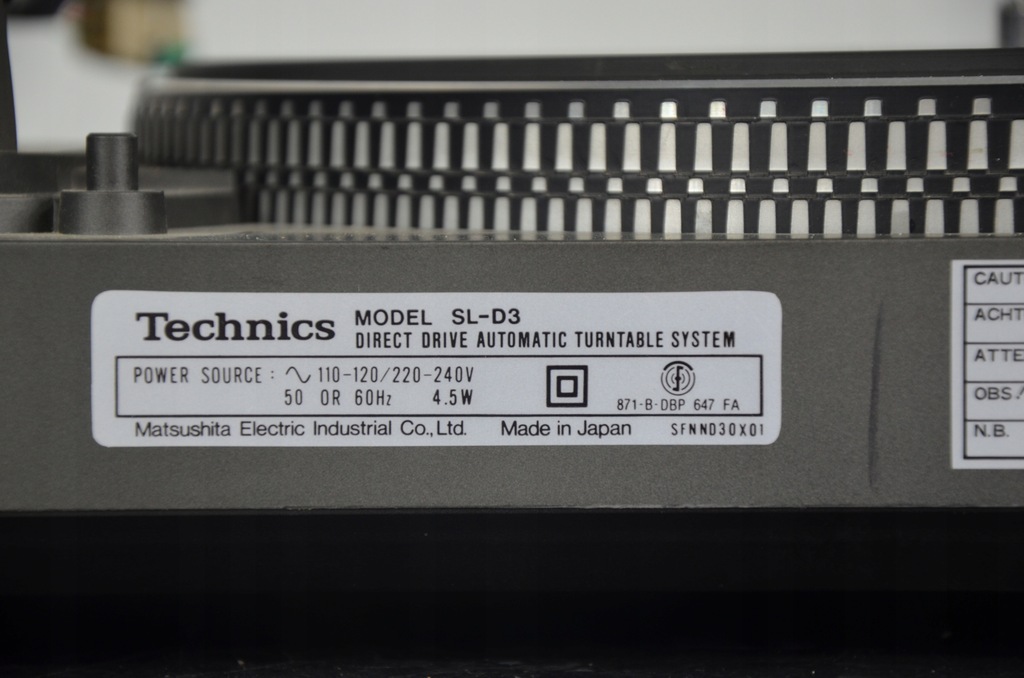 Technics MODEL SL-D3
DIRECT DRIVE AUTOMATIC TURNTABLE SYSTEM
POWER SOURCE : ∿ 110-120/220-240V
50 OR 60Hz 4.5W
871-B-DBP 647 FA
Matsushita Electric Industrial Co., Ltd. Made in Japan SFNND30X01
CAUT
ACHT
ATTE
OBS.
N.B.